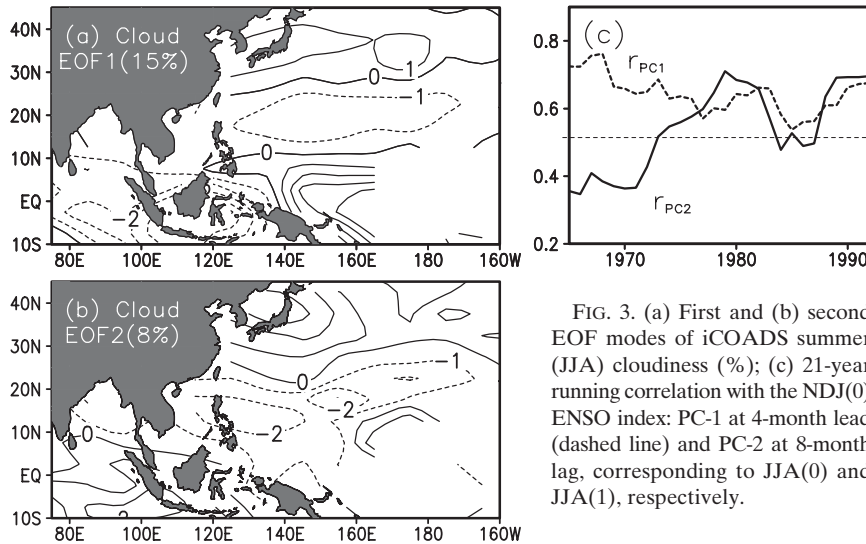 (a) Cloud
EOF1(15%)
40N
30N
20N
10N
EQ
10S
0
1
-1
0
-2
80E 100E 120E 140E 160E 180 160W
(b) Cloud
EOF2(8%)
40N
30N
20N
10N
EQ
10S
-1
0
-2
-2
0
2
80E 100E 120E 140E 160E 180 160W
(c)
0.8
0.6
0.4
0.2
rPC1
rPC2
1970 1980 1990
FIG. 3. (a) First and (b) second
EOF modes of iCOADS summer
(JJA) cloudiness (%); (c) 21-year
running correlation with the NDJ(0)
ENSO index: PC-1 at 4-month lead
(dashed line) and PC-2 at 8-month
lag, corresponding to JJA(0) and
JJA(1), respectively.